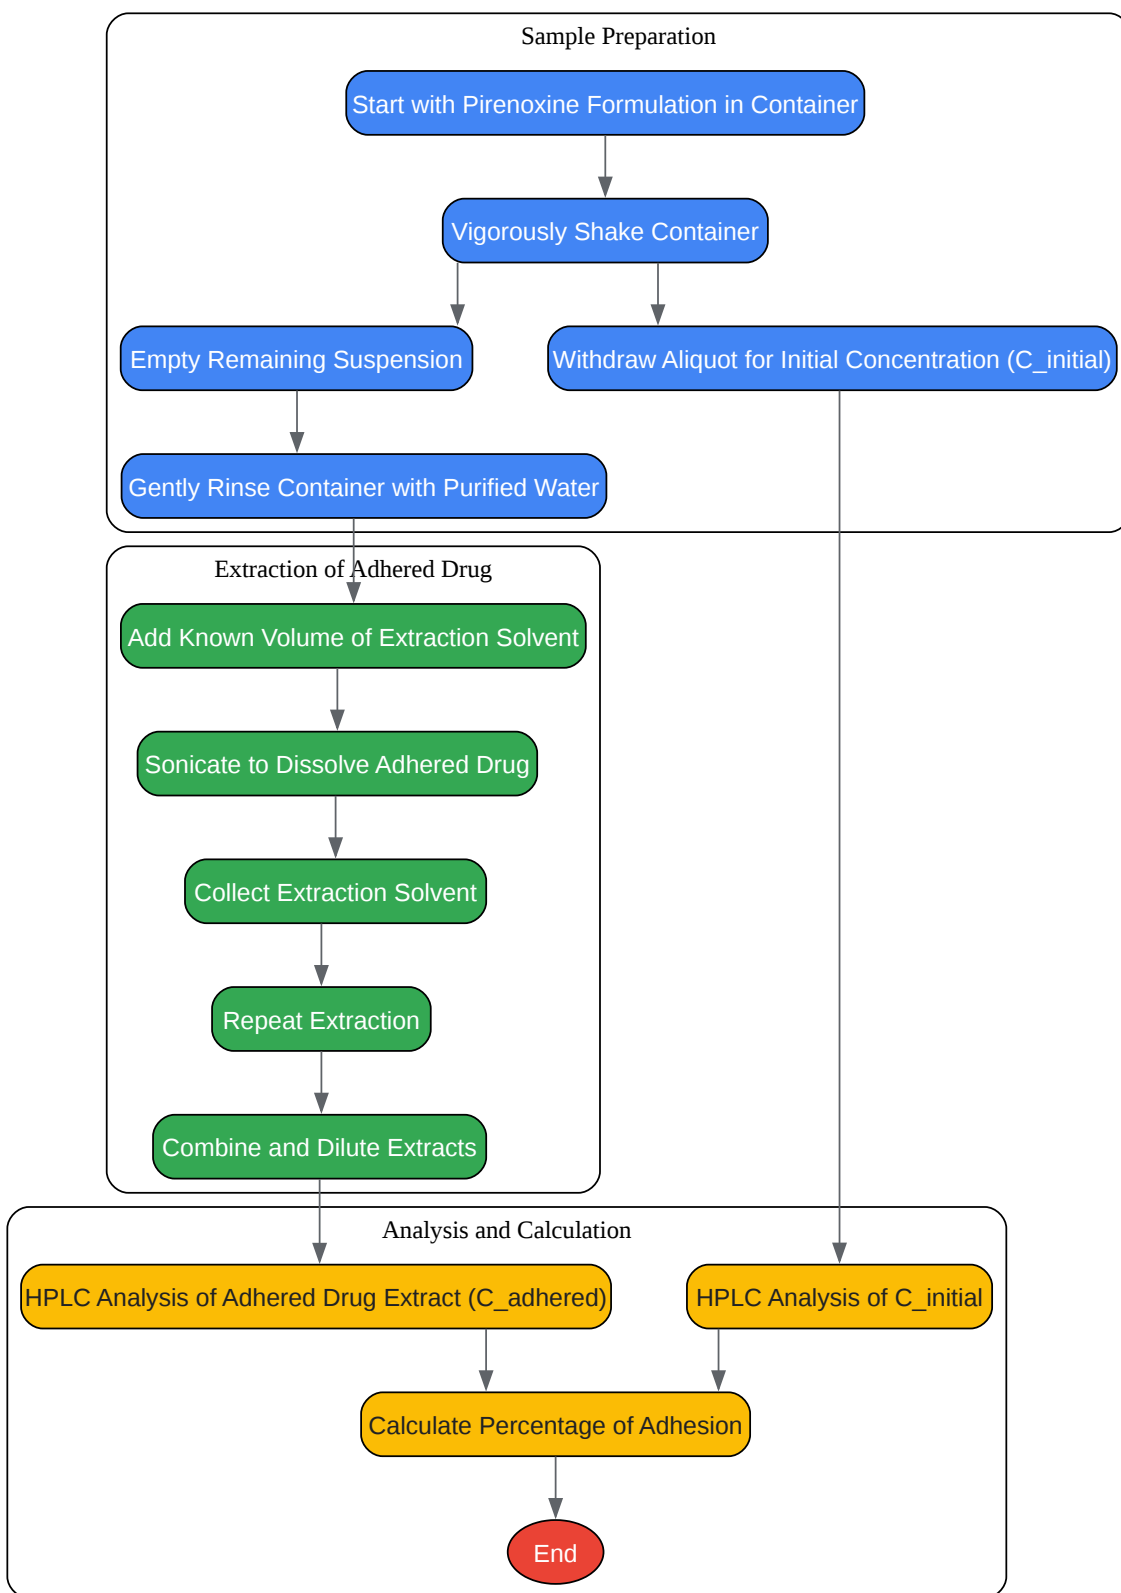 Sample Preparation
Start with Pirenoxine Formulation in Container
Vigorously Shake Container
Empty Remaining Suspension
Withdraw Aliquot for Initial Concentration (C_initial)
Gently Rinse Container with Purified Water
Extraction of Adhered Drug
Add Known Volume of Extraction Solvent
Sonicate to Dissolve Adhered Drug
Collect Extraction Solvent
Repeat Extraction
Combine and Dilute Extracts
Analysis and Calculation
HPLC Analysis of Adhered Drug Extract (C_adhered)
HPLC Analysis of C_initial
Calculate Percentage of Adhesion
End